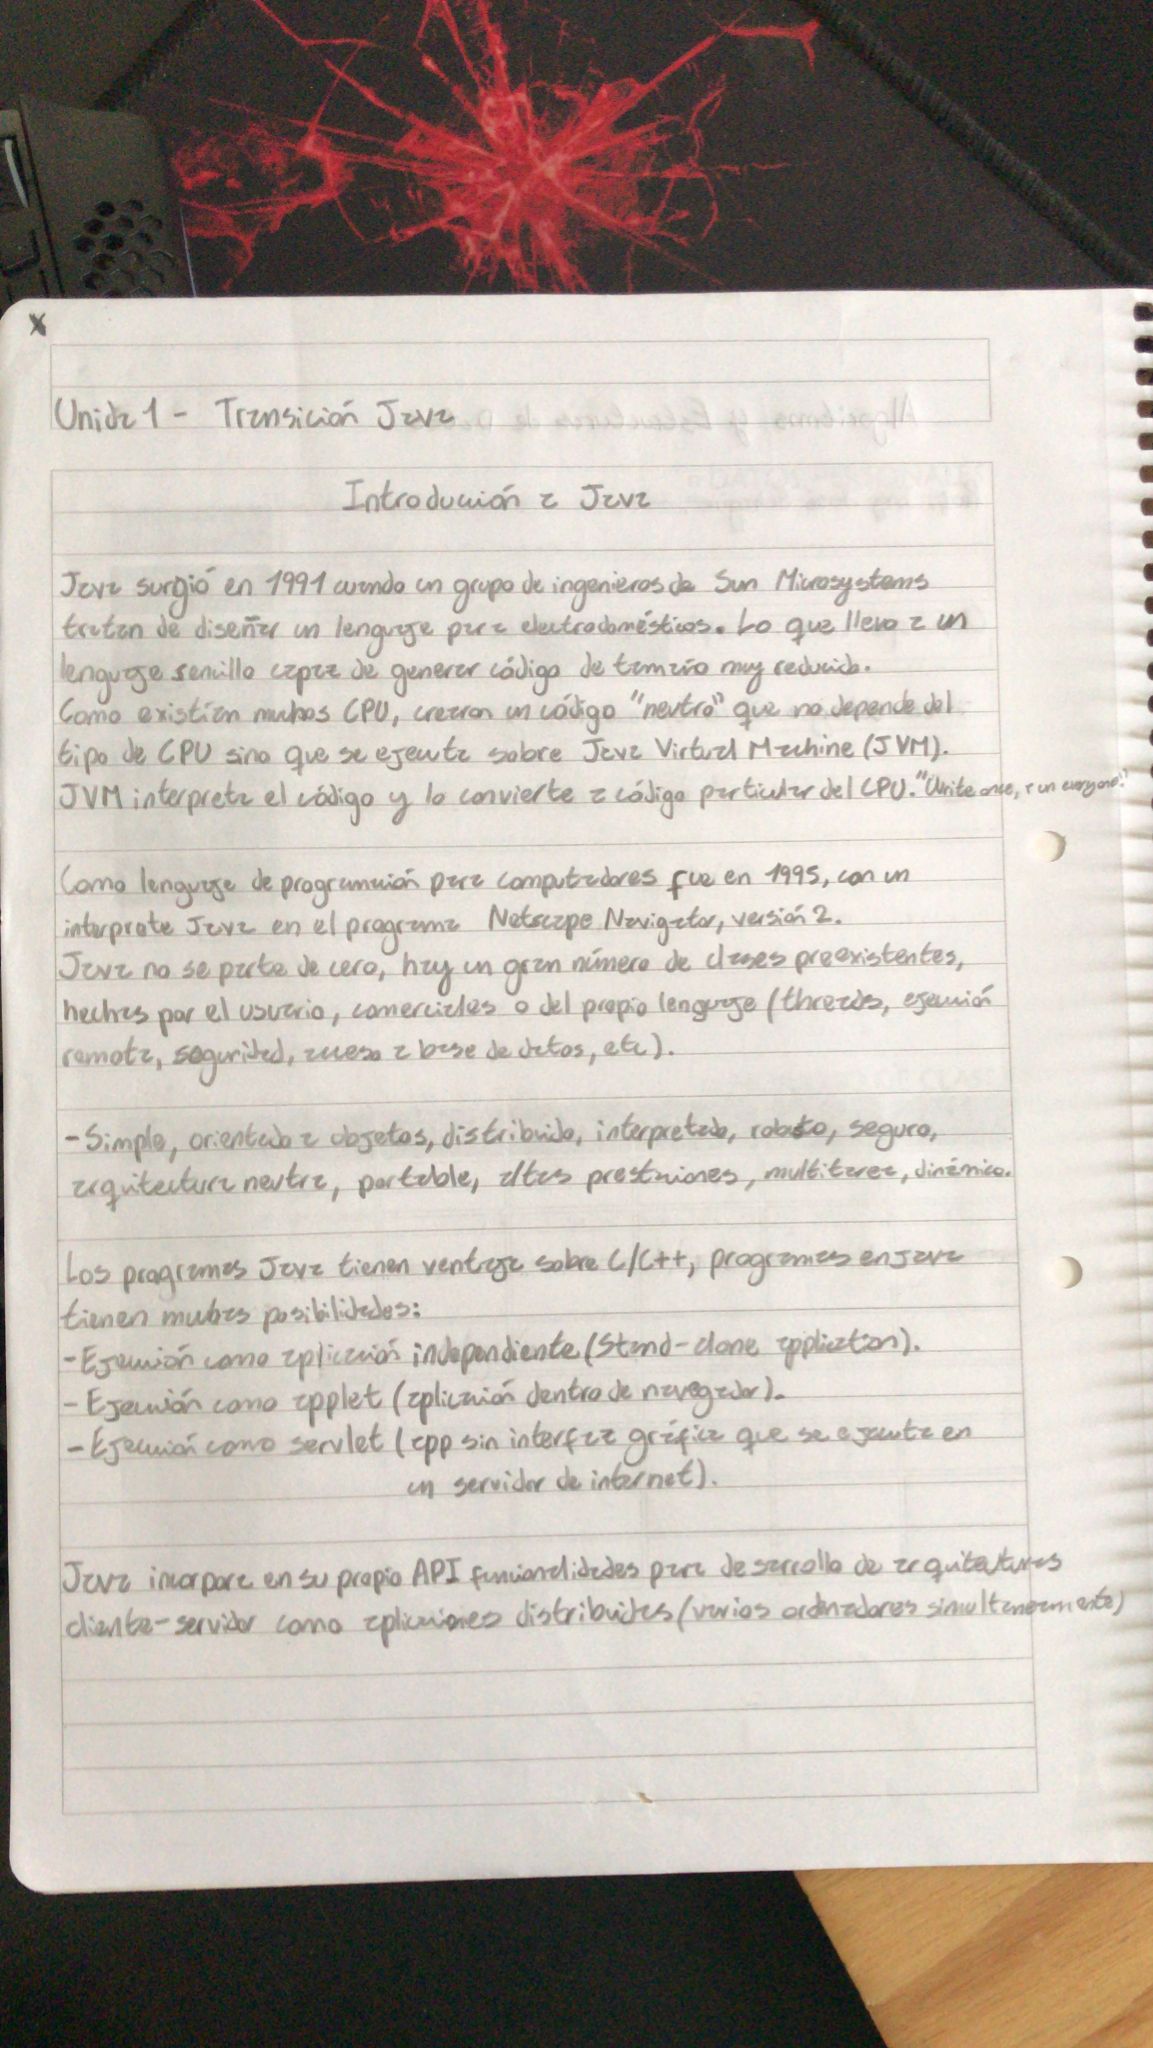 x
Unida 1 - Transición Java
Introducción a Java
Java surgió en 1991 cuando un grupo de ingenieros de Sun Microsystems
tratan de diseñar un lenguaje para electrodomésticos. Lo que llevo a un
lenguaje sencillo capaz de generar código de tamaño muy reducido.
Como existían muchos CPU, crearon un código "neutro" que no depende del
tipo de CPU sino que se ejecuta sobre Java Virtual Machine (JVM).
JVM interpreta el código y lo convierte a código particular del CPU. "Write once, run
Como lenguaje de programación para computadores fue en 1995, con un
interprete Java en el programa Netscape Navigator, versión 2.
Java no se parte de cero, hay un gran número de clases preexistentes,
hechas por el usuario, comerciales o del propio lenguaje (threads, ejecución
remota, seguridad, acceso a base de datos, etc).
- Simple, orientado a objetos, distribuido, interpretado, robusto, seguro,
arquitectura neutra, portable, altas prestaciones, multitarea, dinámico.
Los programas Java tienen ventaja sobre C/C++, programas en Java
tienen muchas posibilidades:
- Ejecución como aplicación independiente (Stand-alone application).
- Ejecución como applet (aplicación dentro de navegador).
- Ejecución como servlet (app sin interfaz gráfica que se ejecuta en
un servidor de internet).
Java incorpora en su propio API funcionalidades para desarrollo de arquitecturas
cliente-servidor como aplicaciones distribuidas (varios ordenadores simultaneamente)